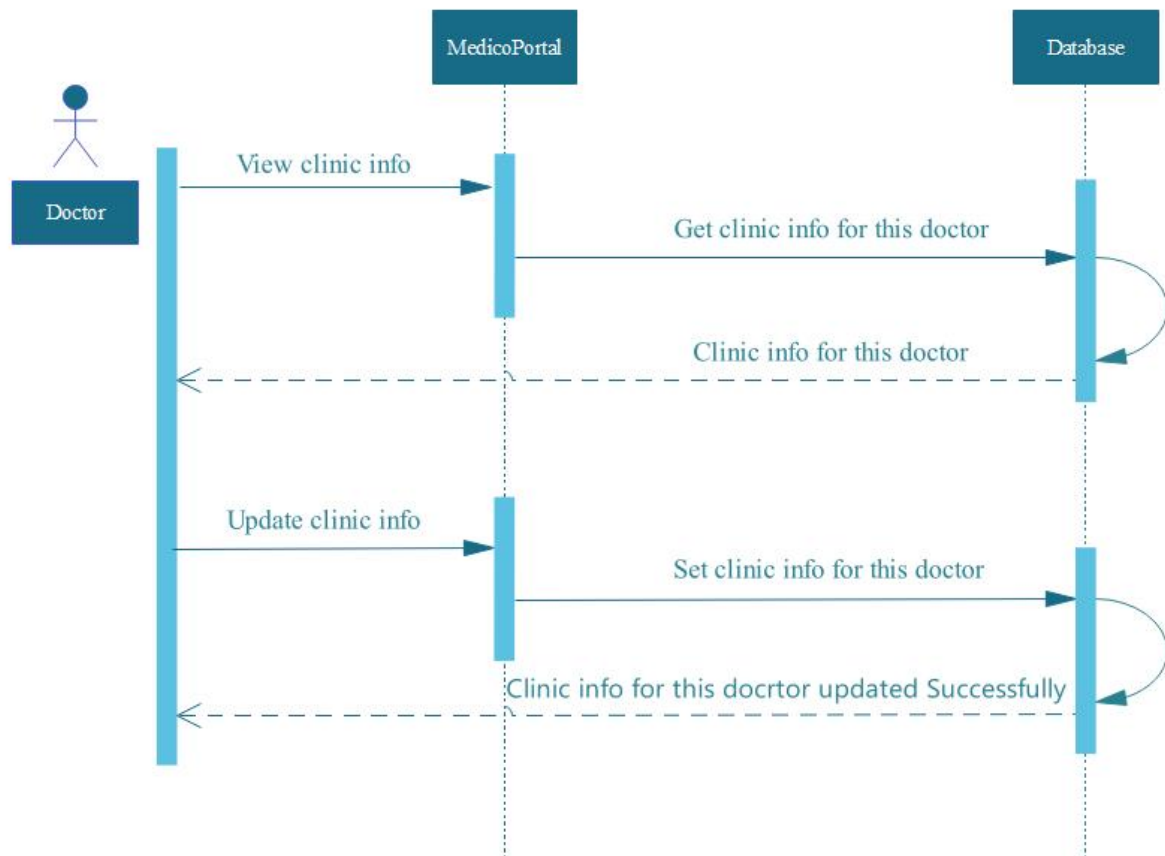 MedicoPortal
Database
Doctor
View clinic info
Get clinic info for this doctor
Clinic info for this doctor
Update clinic info
Set clinic info for this doctor
Clinic info for this docrtor updated Successfully